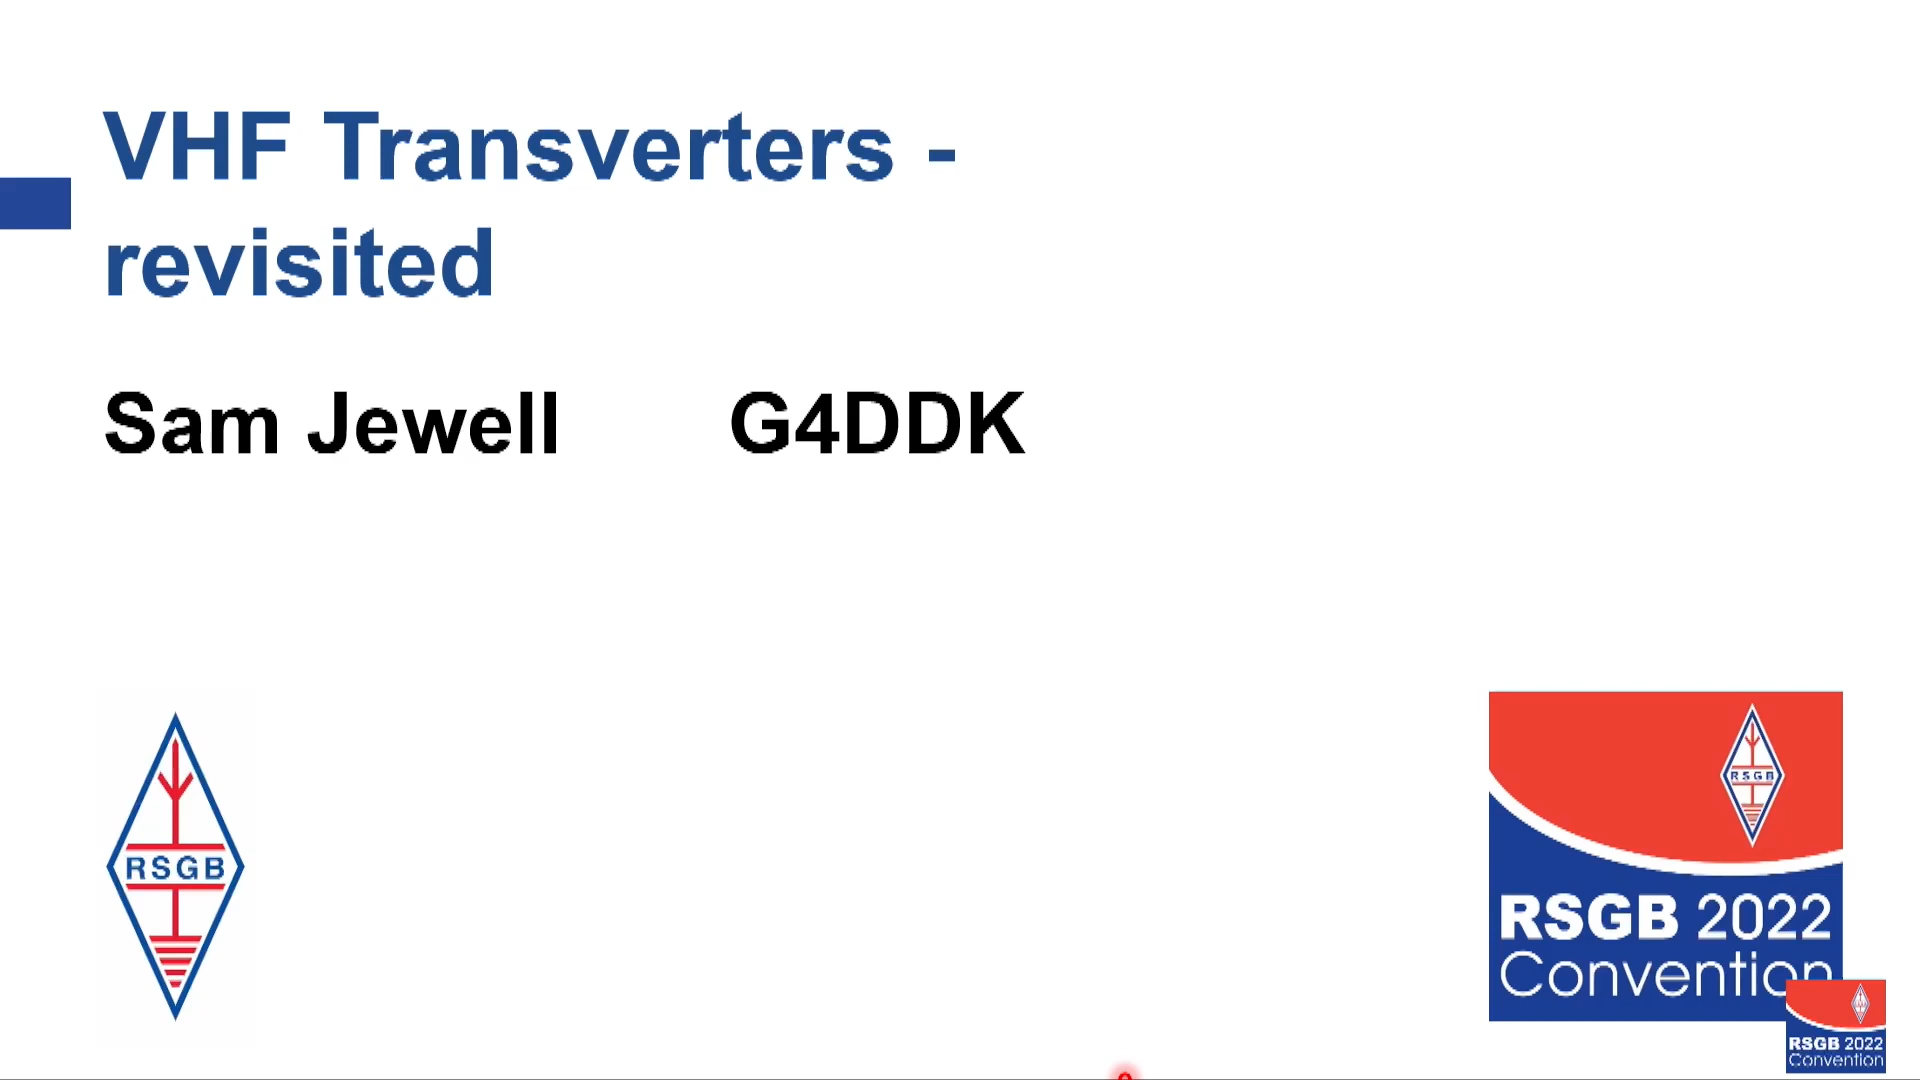 VHF Transverters -
revisited
Sam Jewell G4DDK
RSGB
RSGB
RSGB 2022
Convention
RSGB 2022
Convention